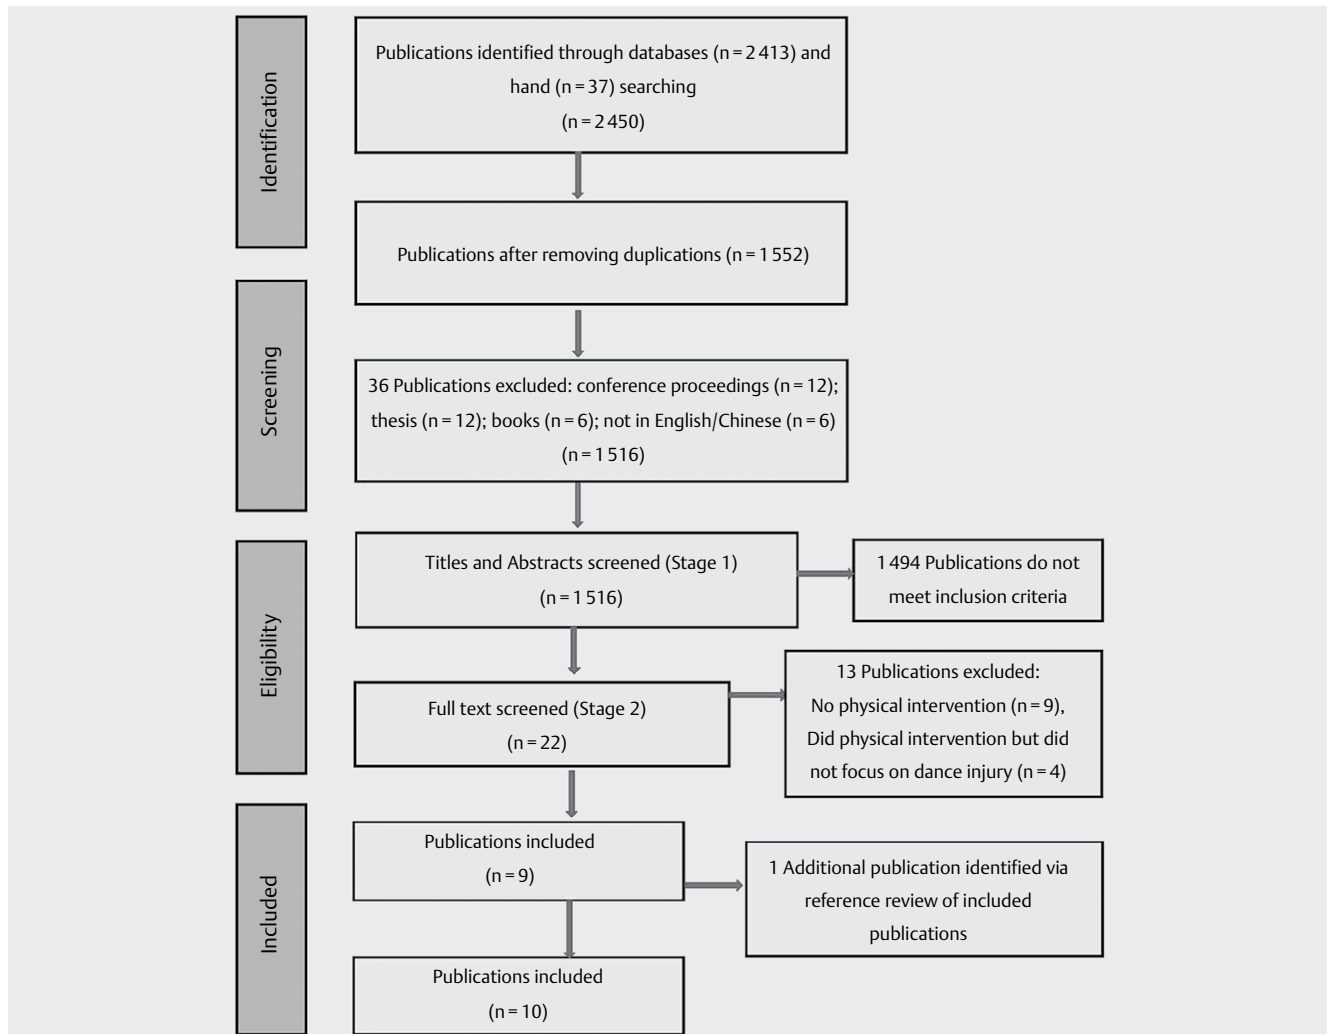 Identification
Publications identified through databases (n = 2 413) and
hand (n = 37) searching
(n = 2 450)
Publications after removing duplications (n = 1 552)
Screening
36 Publications excluded: conference proceedings (n = 12);
thesis (n = 12); books (n = 6); not in English/Chinese (n = 6)
(n = 1 516)
Eligibility
Titles and Abstracts screened (Stage 1)
(n = 1 516)
1 494 Publications do not
meet inclusion criteria
Full text screened (Stage 2)
(n = 22)
13 Publications excluded:
No physical intervention (n = 9),
Did physical intervention but did
not focus on dance injury (n = 4)
Included
Publications included
(n = 9)
1 Additional publication identified via
reference review of included
publications
Publications included
(n = 10)